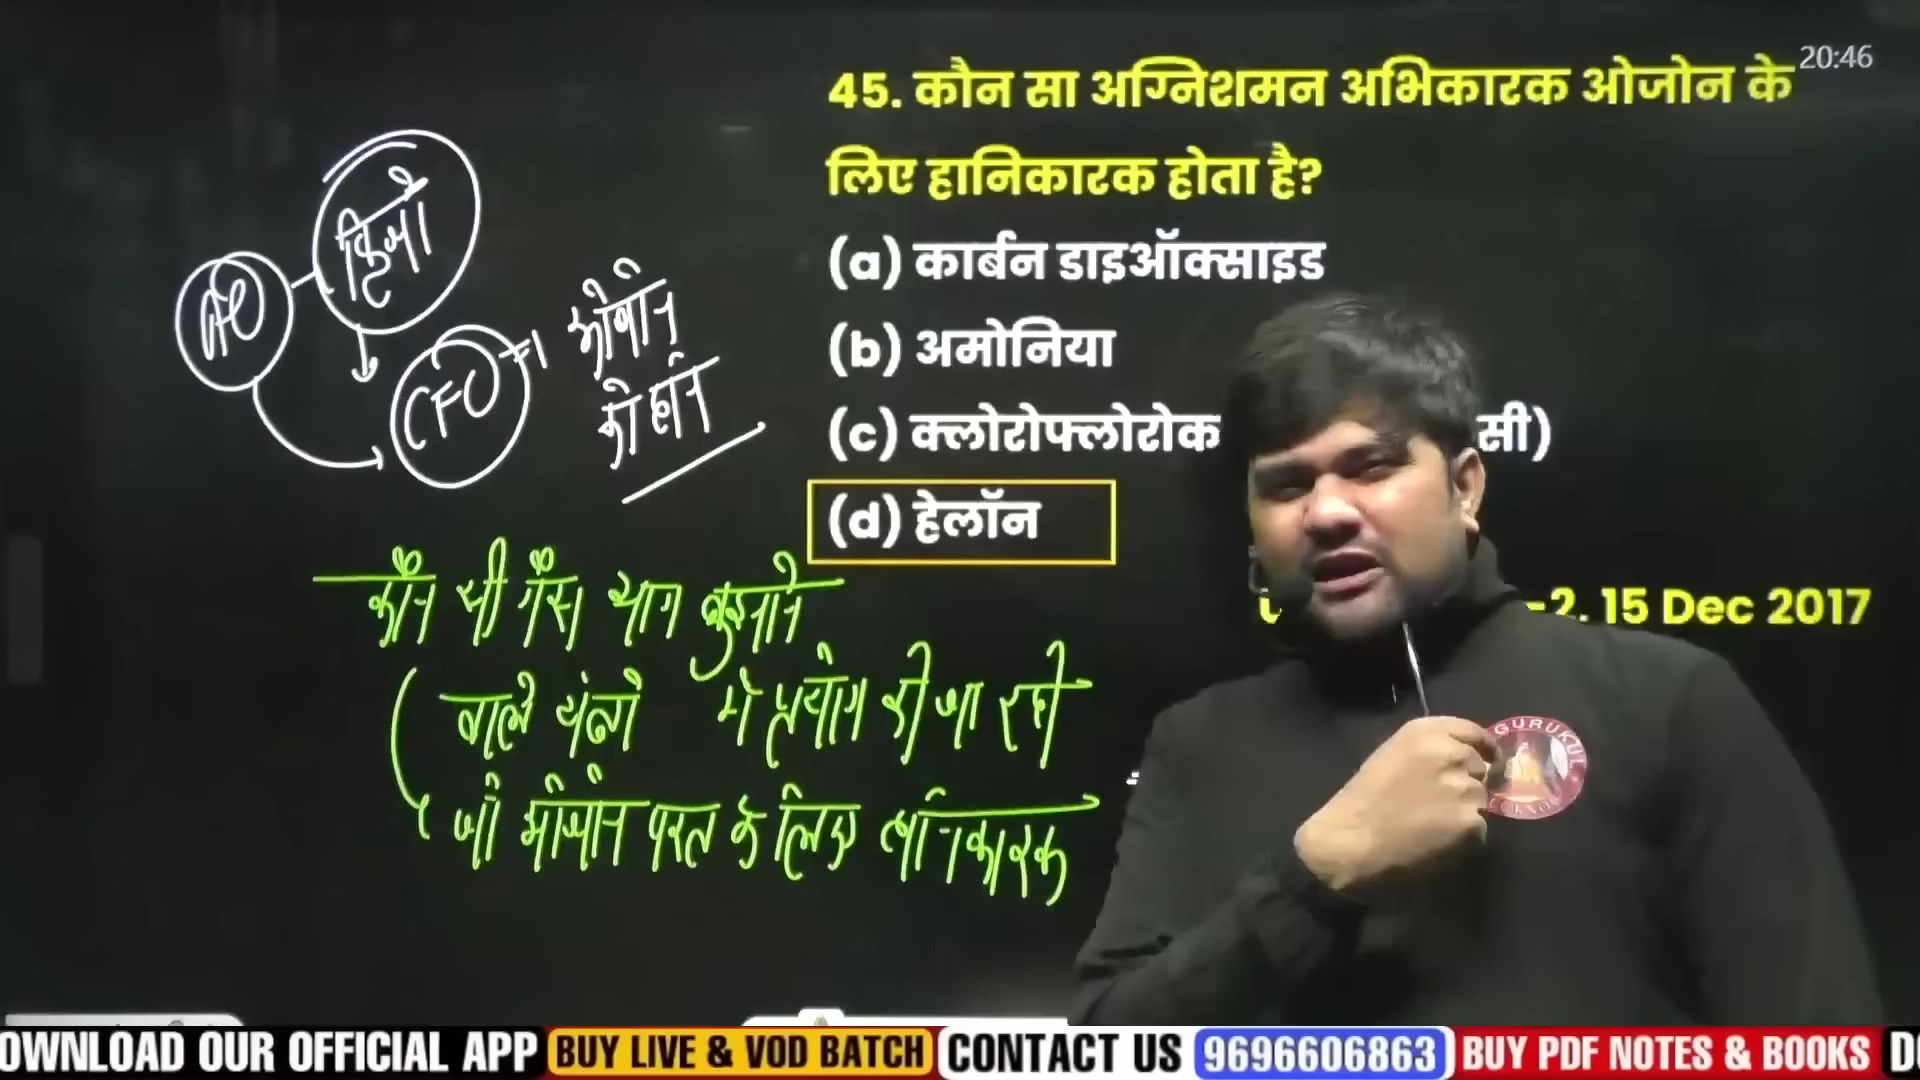 20:46
45. कौन सा अग्निशमन अभिकारक ओजोन के
लिए हानिकारक होता है?
(a) कार्बन डाइऑक्साइड
(b) अमोनिया
(c) क्लोरोफ्लोरोक सी)
(d) हेलॉन
-2. 15 Dec 2017
CFC
ओजोन
को हानि
कौन सी गैस आग बुझाने
वाले यंत्रो में प्रयोग की जा रही
जो ओजोन परत के लिए हानिकारक
GURUKUL
OWNLOAD OUR OFFICIAL APP BUY LIVE & VOD BATCH CONTACT US 9696606863 BUY PDF NOTES & BOOKS